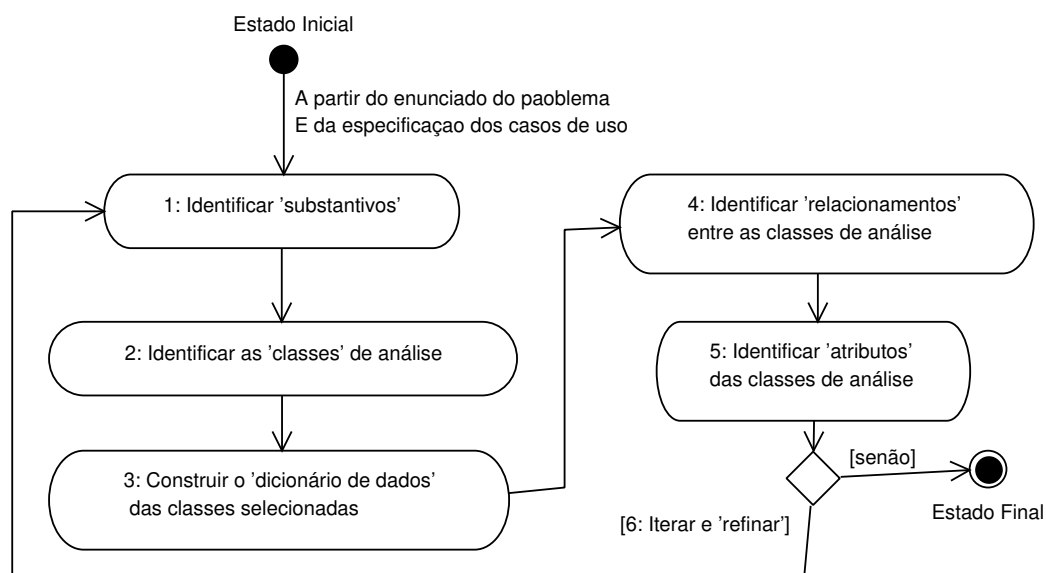 Estado Inicial
A partir do enunciado do paoblema
E da especificaçao dos casos de uso
1: Identificar 'substantivos'
2: Identificar as 'classes' de análise
3: Construir o 'dicionário de dados'
das classes selecionadas
4: Identificar 'relacionamentos'
entre as classes de análise
5: Identificar 'atributos'
das classes de análise
[senão]
[6: Iterar e 'refinar']
Estado Final